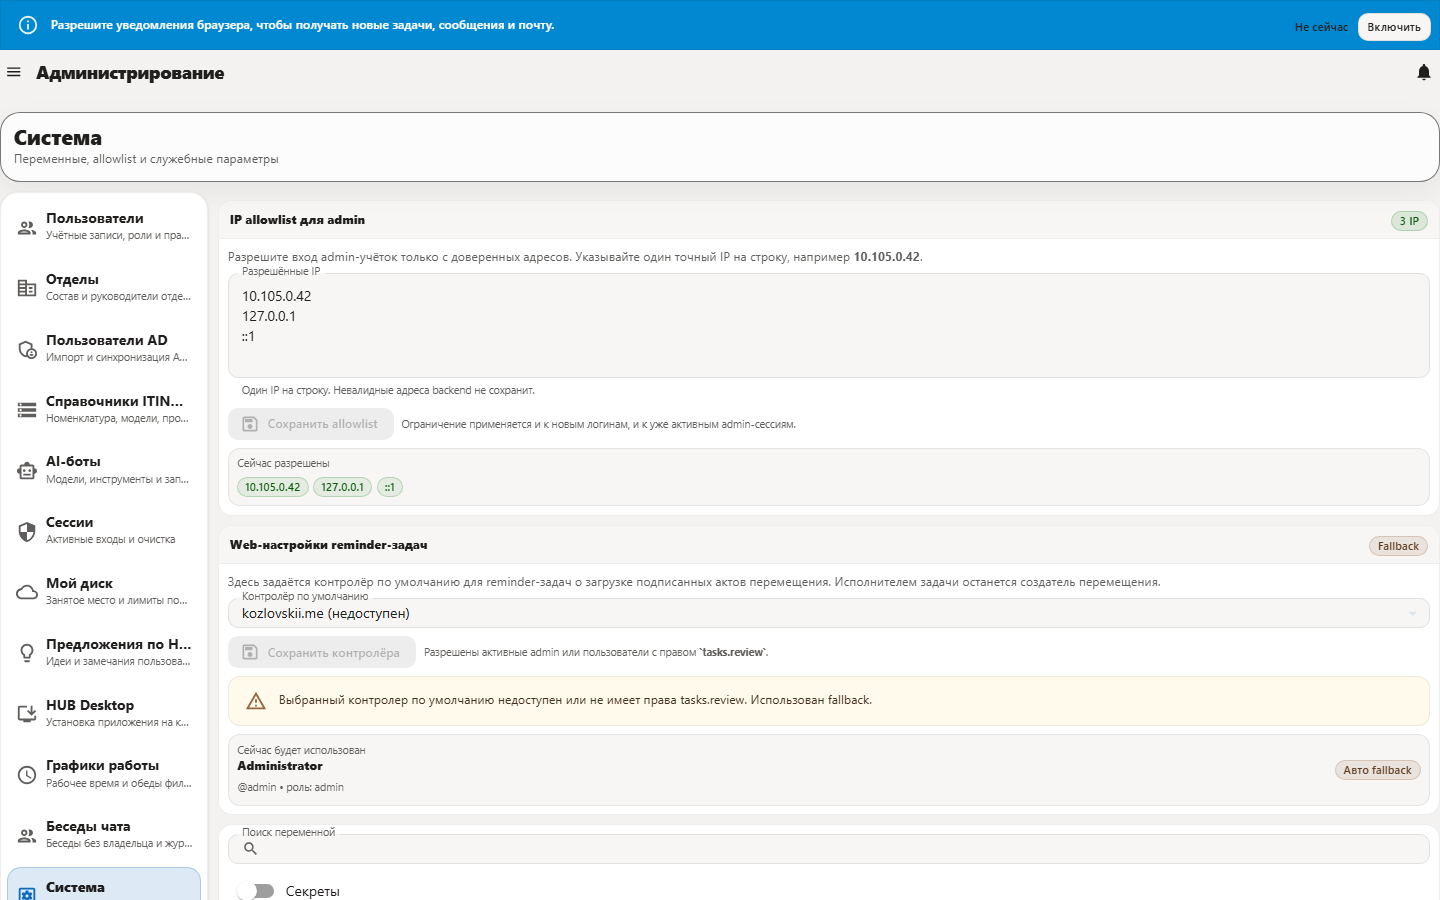 Разрешите уведомления браузера, чтобы получать новые задачи, сообщения и почту.
Не сейчас
Включить
Администрирование
Система
Переменные, allowlist и служебные параметры
Пользователи
Учётные записи, роли и пра...
Отделы
Состав и руководители отде...
Пользователи AD
Импорт и синхронизация A...
Справочники ITIN...
Номенклатура, модели, про...
AI-боты
Модели, инструменты и зап...
Сессии
Активные входы и очистка
Мой диск
Занятое место и лимиты по...
Предложения по H...
Идеи и замечания пользова...
HUB Desktop
Установка приложения на к...
Графики работы
Рабочее время и обеды фил...
Беседы чата
Беседы без владельца и жур...
Система
IP allowlist для admin
3 IP
Разрешите вход admin-учёток только с доверенных адресов. Указывайте один точный IP на строку, например 10.105.0.42.
Разрешённые IP
10.105.0.42
127.0.0.1
::1
Один IP на строку. Невалидные адреса backend не сохранит.
Сохранить allowlist
Ограничение применяется и к новым логинам, и к уже активным admin-сессиям.
Сейчас разрешены
10.105.0.42
127.0.0.1
::1
Web-настройки reminder-задач
Fallback
Здесь задаётся контролёр по умолчанию для reminder-задач о загрузке подписанных актов перемещения. Исполнителем задачи останется создатель перемещения.
Контролёр по умолчанию
kozlovskii.me (недоступен)
Сохранить контролёра
Разрешены активные admin или пользователи с правом `tasks.review`.
Выбранный контролер по умолчанию недоступен или не имеет права tasks.review. Использован fallback.
Сейчас будет использован
Administrator
@admin • роль: admin
Авто fallback
Поиск переменной
Секреты